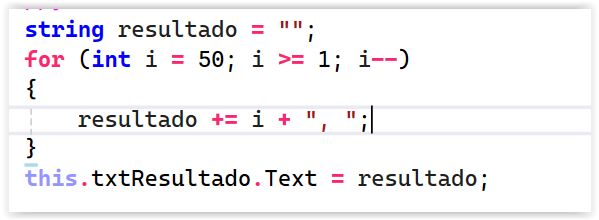 string resultado = "";
for (int i = 50; i >= 1; i--)
{
    resultado += i + ", ";
}
this.txtResultado.Text = resultado;